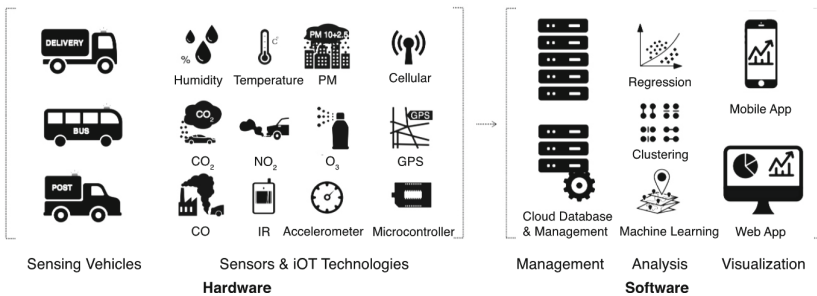 DELIVERY
%
C°
PM 10+2.5
Humidity Temperature PM Cellular
BUS
CO₂
GPS
CO₂ NO₂ O₃ GPS
POST
CO IR Accelerometer Microcontroller
Regression
Mobile App
Clustering
Cloud Database
& Management
Machine Learning Web App
Sensing Vehicles Sensors & iOT Technologies Management Analysis Visualization
Hardware Software